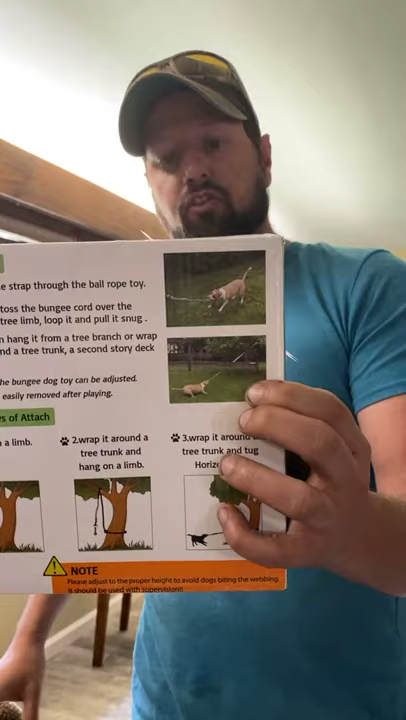 e strap through the ball rope toy.
toss the bungee cord over the
tree limb, loop it and pull it snug .
n hang it from a tree branch or wrap
nd a tree trunk, a second story deck
he bungee dog toy can be adjusted.
easily removed after playing.
ys of Attach
n a limb.
2.wrap it around a
tree trunk and
hang on a limb.
3.wrap it around
tree trunk and tug
Horizo
NOTE
Please adjust to the proper height to avoid dogs biting the webbing
It should be used with supervision!!